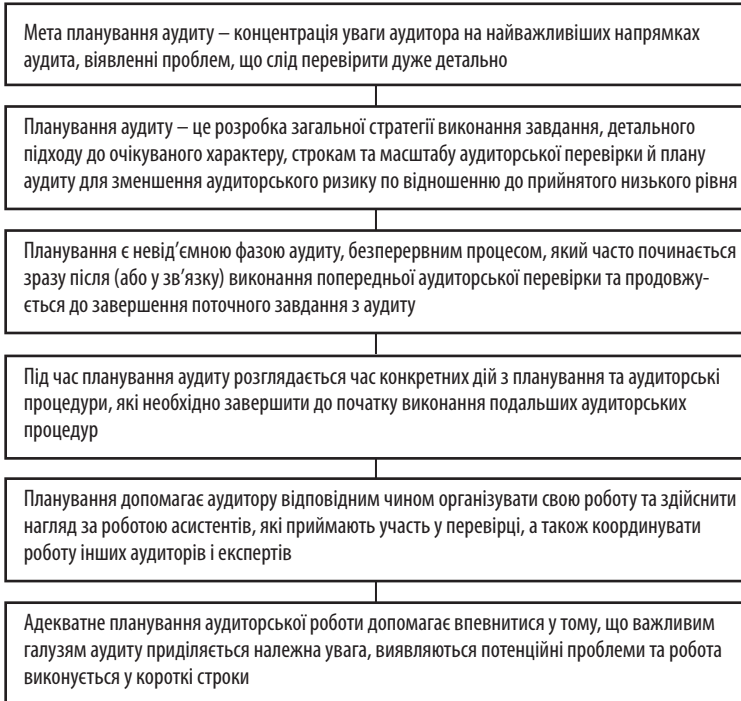 Мета планування аудиту – концентрація уваги аудитора на найважливіших напрямках
аудита, віявленні проблем, що слід перевірити дуже детально
Планування аудиту – це розробка загальної стратегії виконання завдання, детального
підходу до очікуваного характеру, строкам та масштабу аудиторської перевірки й плану
аудиту для зменшення аудиторського ризику по відношенню до прийнятого низького рівня
Планування є невід’ємною фазою аудиту, безперервним процесом, який часто починається
зразу після (або у зв’язку) виконання попередньої аудиторської перевірки та продовжу-
ється до завершення поточного завдання з аудиту
Під час планування аудиту розглядається час конкретних дій з планування та аудиторські
процедури, які необхідно завершити до початку виконання подальших аудиторських
процедур
Планування допомагає аудитору відповідним чином організувати свою роботу та здійснити
нагляд за роботою асистентів, які приймають участь у перевірці, а також координувати
роботу інших аудиторів і експертів
Адекватне планування аудиторської роботи допомагає впевнитися у тому, що важливим
галузям аудиту приділяється належна увага, виявляються потенційні проблеми та робота
виконується у короткі строки